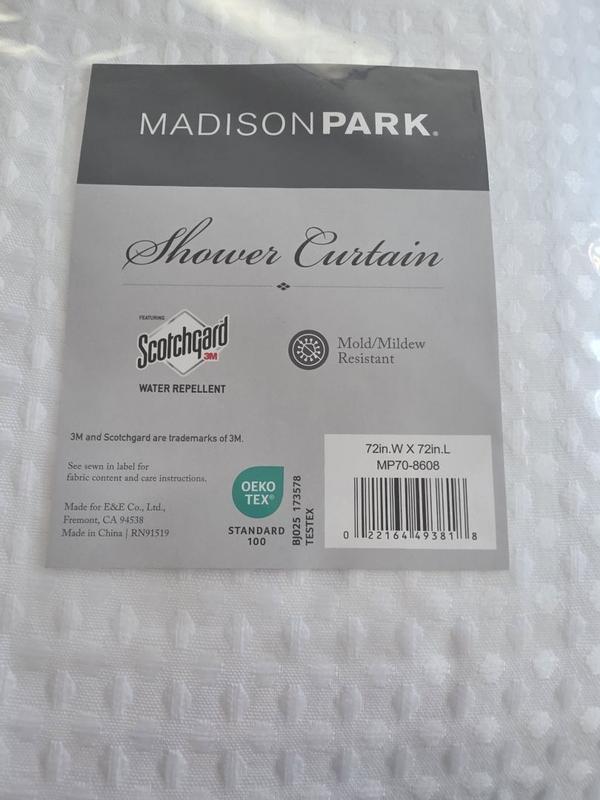 MADISONPARK®
Shower Curtain
FEATURING
Scotchgard
3M
WATER REPELLENT
Mold/Mildew
Resistant
3M and Scotchgard are trademarks of 3M.
See sewn in label for
fabric content and care instructions.
Made for E&E Co., Ltd.,
Fremont, CA 94538
Made in China | RN91519
OEKO
TEX®
STANDARD
100
BJ025 173578
TESTEX
72in.W X 72in.L
MP70-8608
0 22164 49381 8